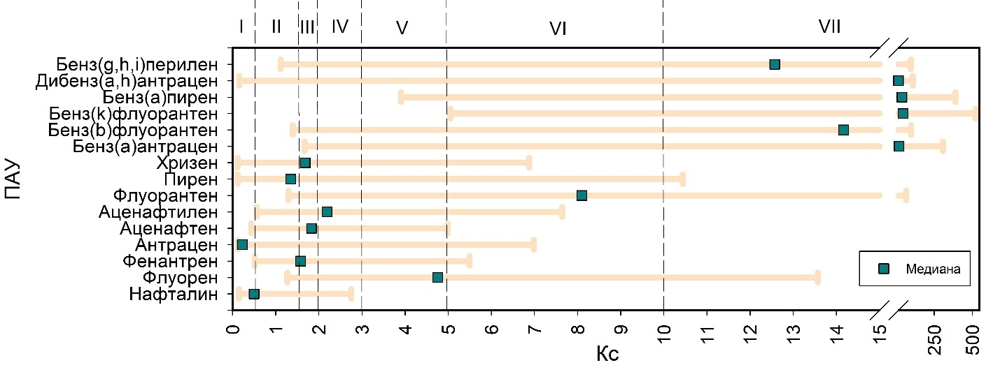 I II III IV V VI VII
Бенз(g,h,i)перилен
Дибенз(a,h)антрацен
Бенз(a)пирен
Бенз(k)флуорантен
Бенз(b)флуорантен
Бенз(a)антрацен
Хризен
Пирен
Флуорантен
Аценафтилен
Аценафтен
Антрацен
Фенантрен
Флуорен
Нафталин
ПАУ
Медиана
0 1 2 3 4 5 6 7 8 9 10 11 12 13 14 15 250 500
Кс